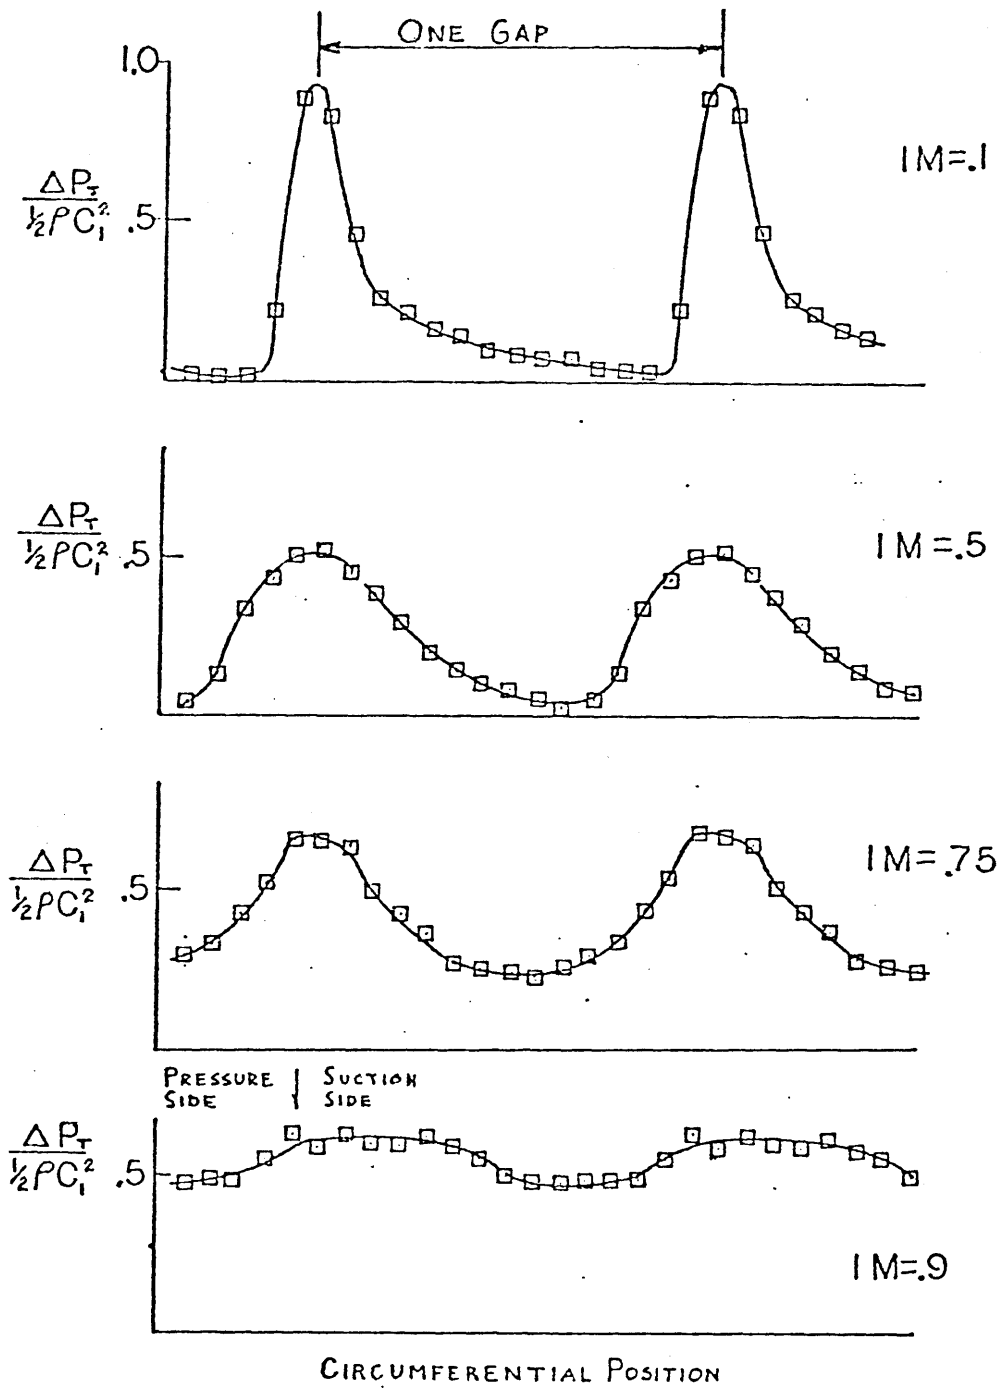 ONE GAP
1.0
ΔP_T
½ρC₁² .5
IM=.1
ΔP_T
½ρC₁² .5
IM=.5
ΔP_T
½ρC₁² .5
IM=.75
PRESSURE SIDE
SUCTION SIDE
ΔP_T
½ρC₁² .5
IM=.9
CIRCUMFERENTIAL POSITION